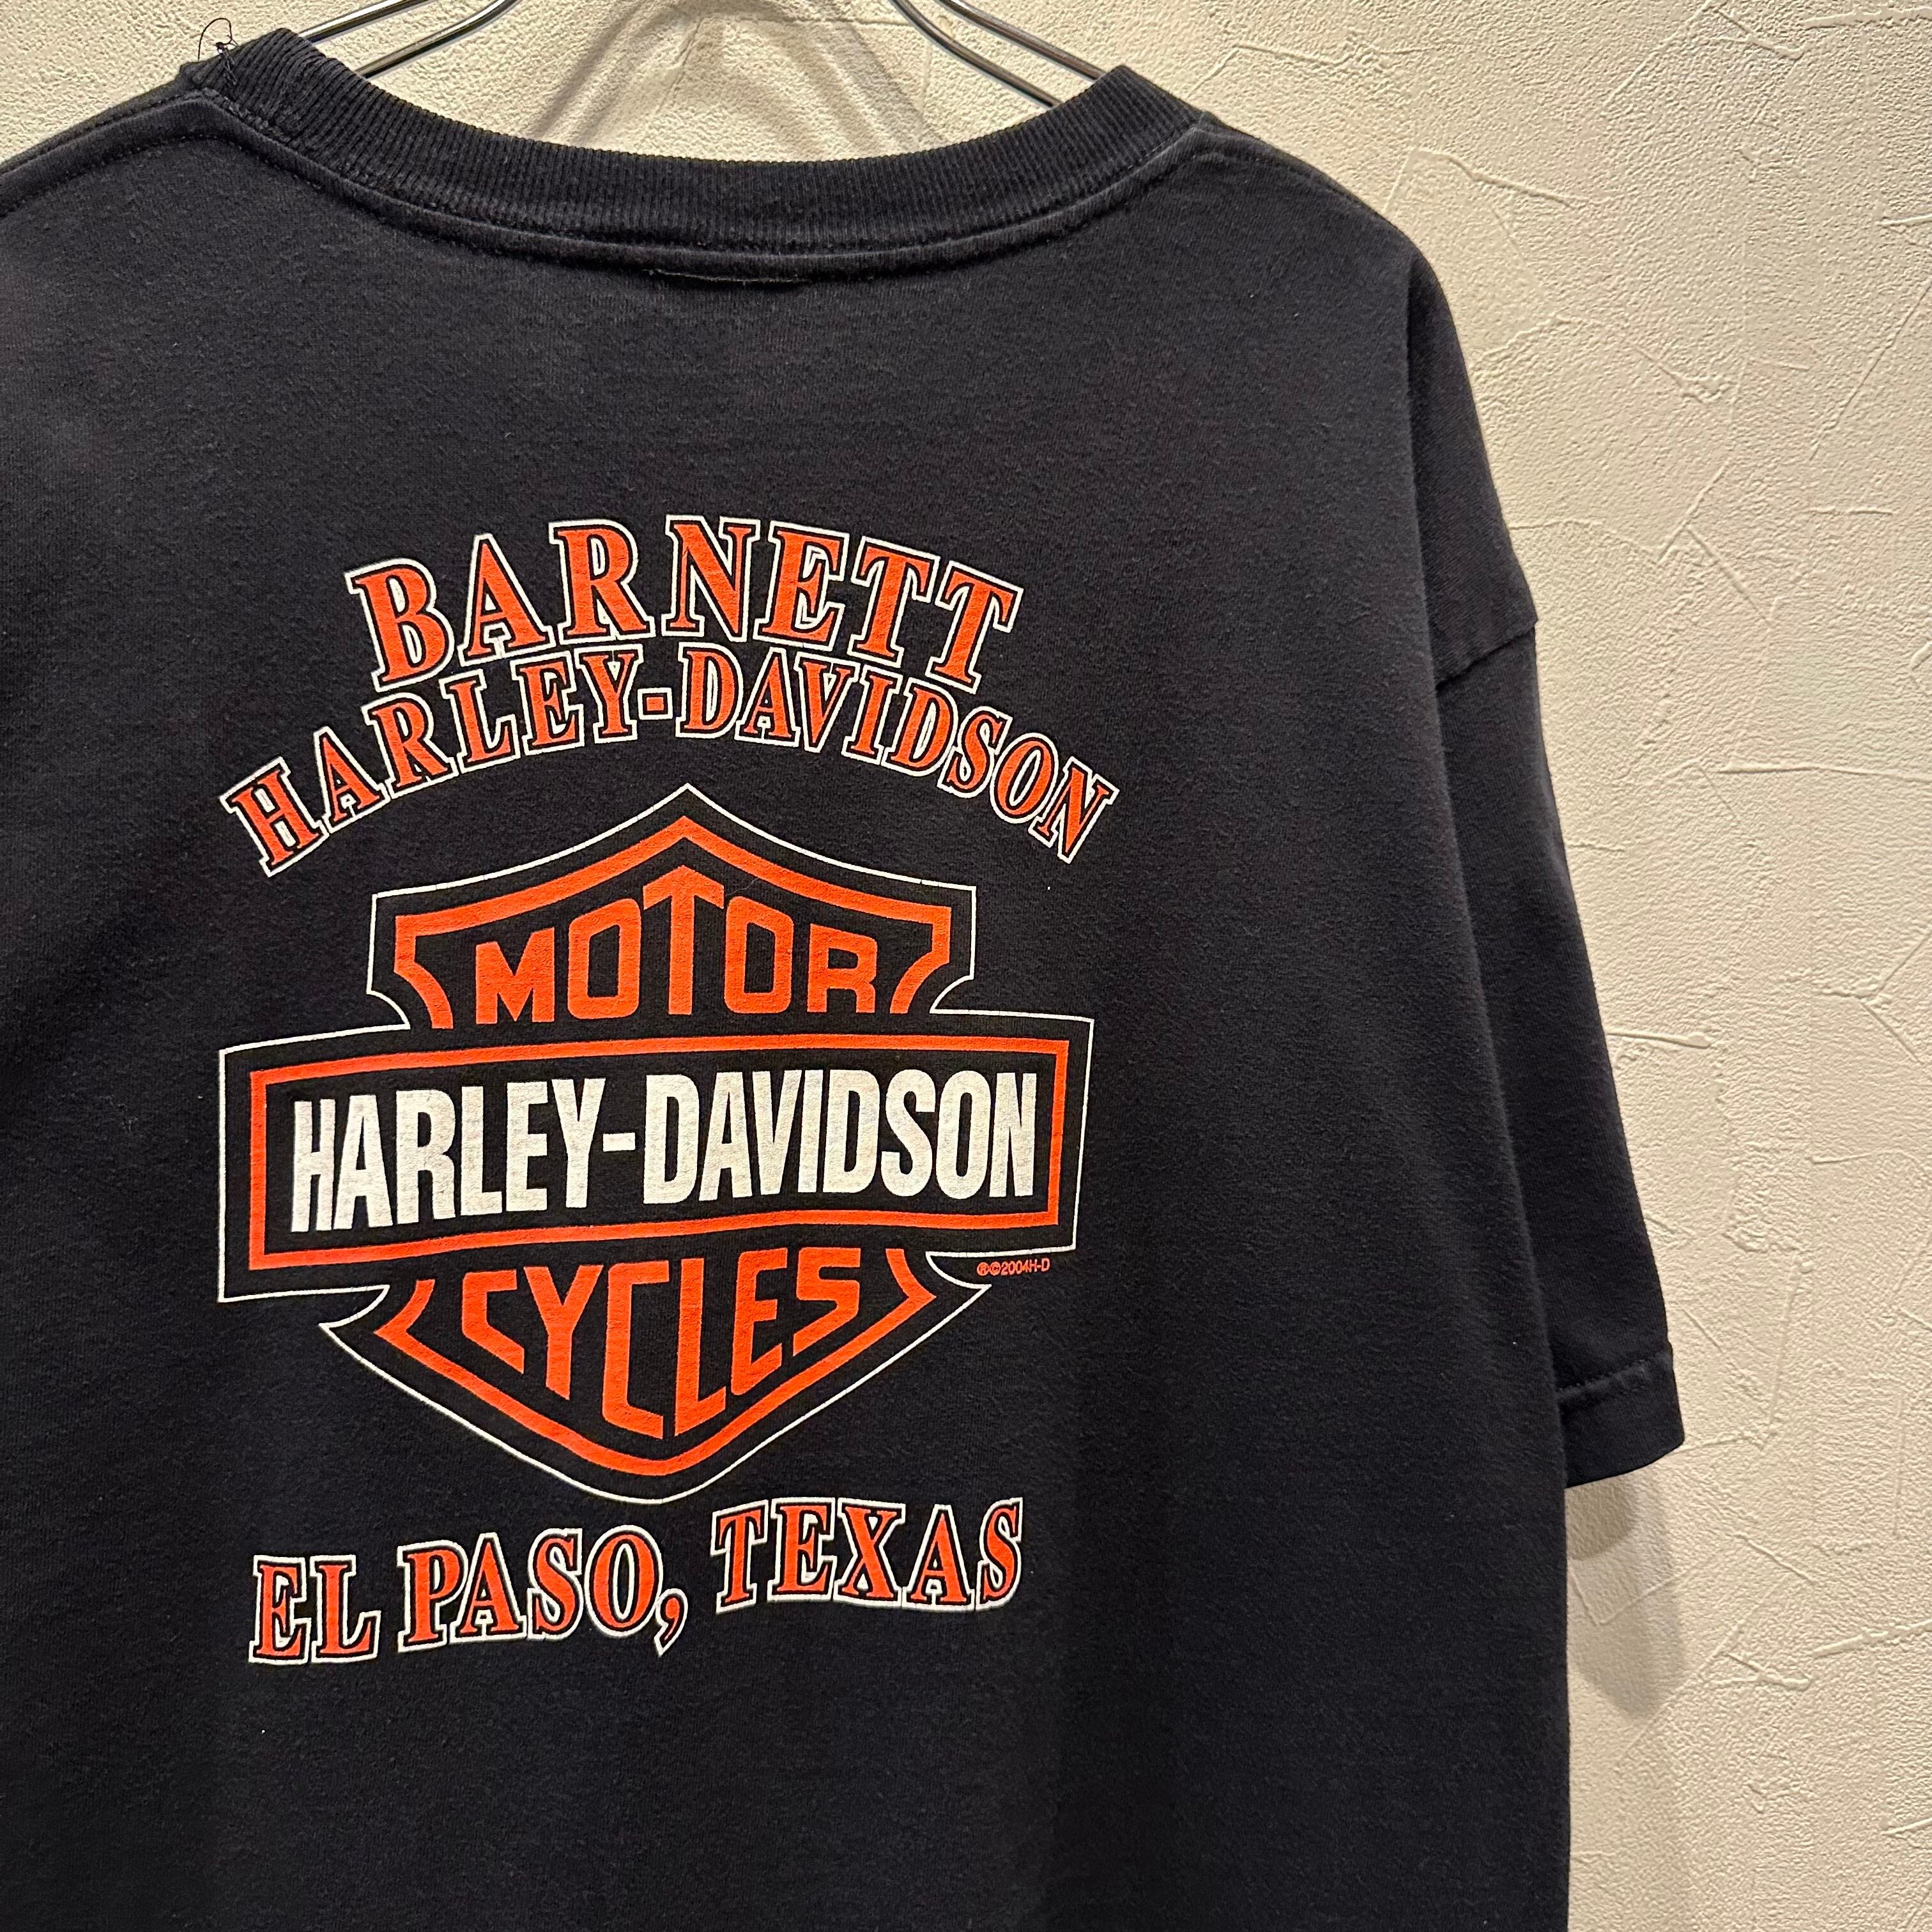 BARNETT
HARLEY-DAVIDSON
MOTOR
HARLEY-DAVIDSON
CYCLES
®©2004H-D
EL PASO, TEXAS